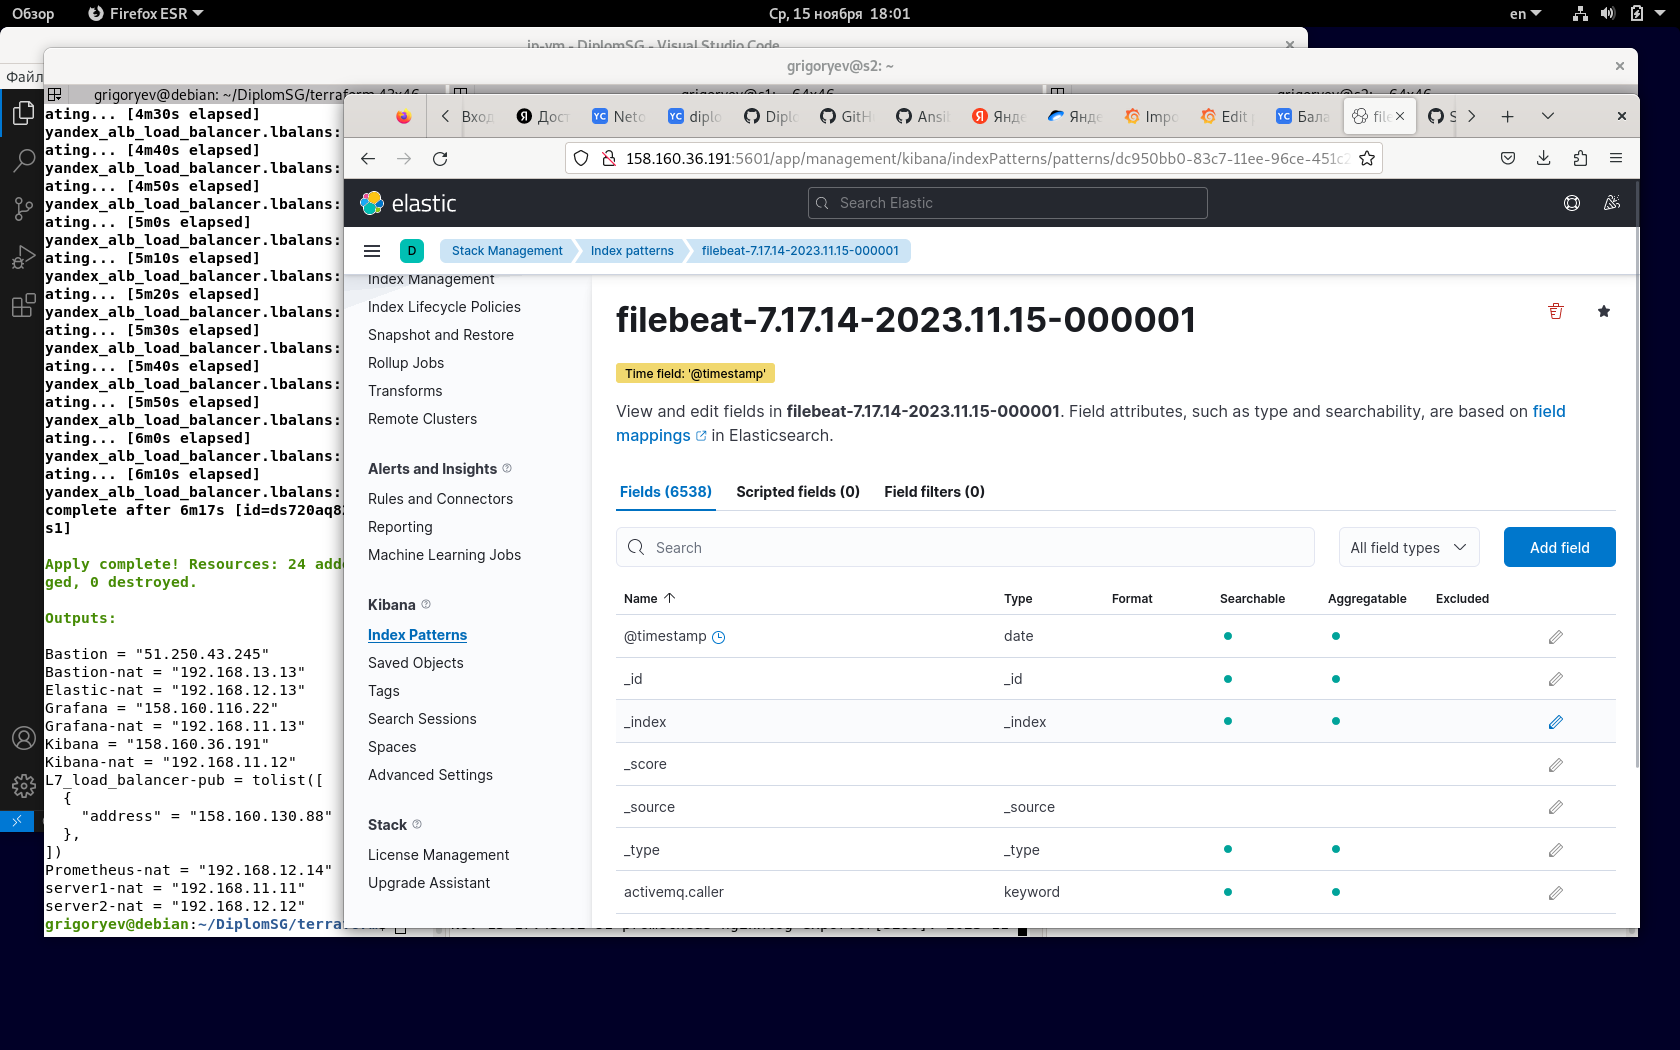 Обзор
Firefox ESR
Ср, 15 ноября 18:01
en
in-vm - DiplomSG - Visual Studio Code
Файл
grigoryev@s2: ~
grigoryev@debian: ~/DiplomSG/terraform 43x46
ating... [4m30s elapsed]
yandex_alb_load_balancer.lbalans:
ating... [4m40s elapsed]
yandex_alb_load_balancer.lbalans:
ating... [4m50s elapsed]
yandex_alb_load_balancer.lbalans:
ating... [5m0s elapsed]
yandex_alb_load_balancer.lbalans:
ating... [5m10s elapsed]
yandex_alb_load_balancer.lbalans:
ating... [5m20s elapsed]
yandex_alb_load_balancer.lbalans:
ating... [5m30s elapsed]
yandex_alb_load_balancer.lbalans:
ating... [5m40s elapsed]
yandex_alb_load_balancer.lbalans:
ating... [5m50s elapsed]
yandex_alb_load_balancer.lbalans:
ating... [6m0s elapsed]
yandex_alb_load_balancer.lbalans:
ating... [6m10s elapsed]
yandex_alb_load_balancer.lbalans:
complete after 6m17s [id=ds720aq8
s1]
Apply complete! Resources: 24 adde
ged, 0 destroyed.
Outputs:
Bastion = "51.250.43.245"
Bastion-nat = "192.168.13.13"
Elastic-nat = "192.168.12.13"
Grafana = "158.160.116.22"
Grafana-nat = "192.168.11.13"
Kibana = "158.160.36.191"
Kibana-nat = "192.168.11.12"
L7_load_balancer-pub = tolist([
{
"address" = "158.160.130.88"
},
])
Prometheus-nat = "192.168.12.14"
server1-nat = "192.168.11.11"
server2-nat = "192.168.12.12"
grigoryev@debian:~/DiplomSG/terraform$
Вход Дост YC Neto YC diplo Diplo GitH Ansil Янде Янде Impo Edit YC Бала file S
158.160.36.191:5601/app/management/kibana/indexPatterns/patterns/dc950bb0-83c7-11ee-96ce-451c2
elastic
Search Elastic
D
Stack Management
Index patterns
filebeat-7.17.14-2023.11.15-000001
Index Management
Index Lifecycle Policies
Snapshot and Restore
Rollup Jobs
Transforms
Remote Clusters
Alerts and Insights
Rules and Connectors
Reporting
Machine Learning Jobs
Kibana
Index Patterns
Saved Objects
Tags
Search Sessions
Spaces
Advanced Settings
Stack
License Management
Upgrade Assistant
filebeat-7.17.14-2023.11.15-000001
Time field: '@timestamp'
View and edit fields in filebeat-7.17.14-2023.11.15-000001. Field attributes, such as type and searchability, are based on field
mappings in Elasticsearch.
Fields (6538) Scripted fields (0) Field filters (0)
Search
All field types
Add field
Name Type Format Searchable Aggregatable Excluded
@timestamp date
_id _id
_index _index
_score
_source _source
_type _type
activemq.caller keyword